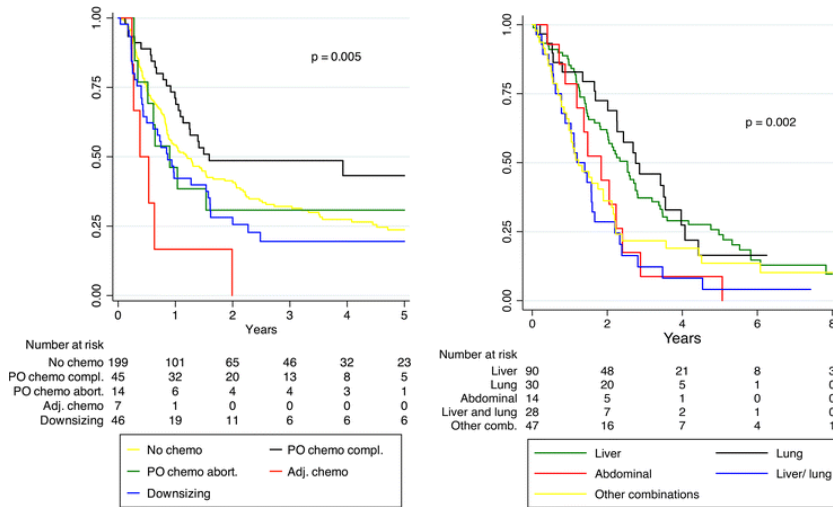 1.00
0.75
0.50
0.25
0.00
p = 0.005
0 1 2 3 4 5
Years
Number at risk
No chemo 199 101 65 46 32 23
PO chemo compl. 45 32 20 13 8 5
PO chemo abort. 14 6 4 4 3 1
Adj. chemo 7 1 0 0 0 0
Downsizing 46 19 11 6 6 6
No chemo PO chemo compl.
PO chemo abort. Adj. chemo
Downsizing
1.00
0.75
0.50
0.25
0.00
p = 0.002
0 2 4 6 8
Years
Number at risk
Liver 90 48 21 8 3
Lung 30 20 5 1 0
Abdominal 14 5 1 0 0
Liver and lung 28 7 2 1 0
Other comb. 47 16 7 4 1
Liver Lung
Abdominal Liver/ lung
Other combinations